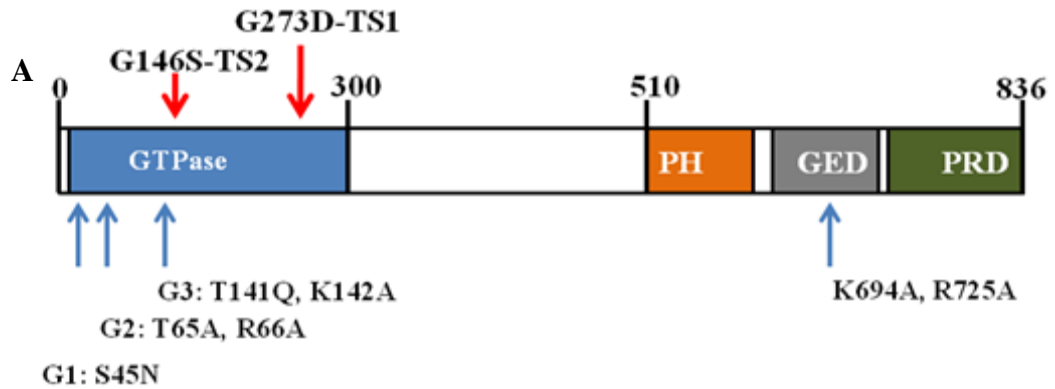 G273D-TS1
G146S-TS2
A
0 300 510 836
GTPase PH GED PRD
G3: T141Q, K142A K694A, R725A
G2: T65A, R66A
G1: S45N